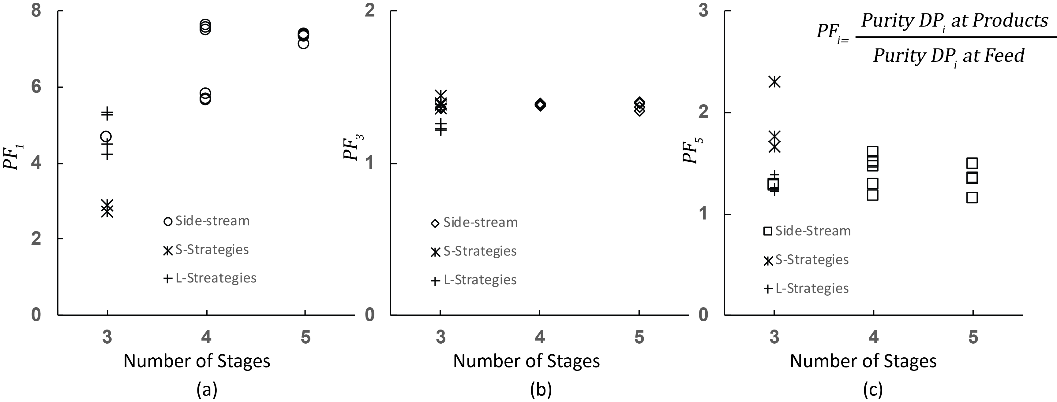 8
6
4
2
0
PF1
Side-stream
S-Strategies
L-Streategies
3 4 5
Number of Stages
(a)
2
1
0
PF3
Side-stream
S-Strategies
L-Strategies
3 4 5
Number of Stages
(b)
3
2
1
0
PF5
PFi= Purity DPi at Products
Purity DPi at Feed
Side-Stream
S-Strategies
L-Strategies
3 4 5
Number of Stages
(c)